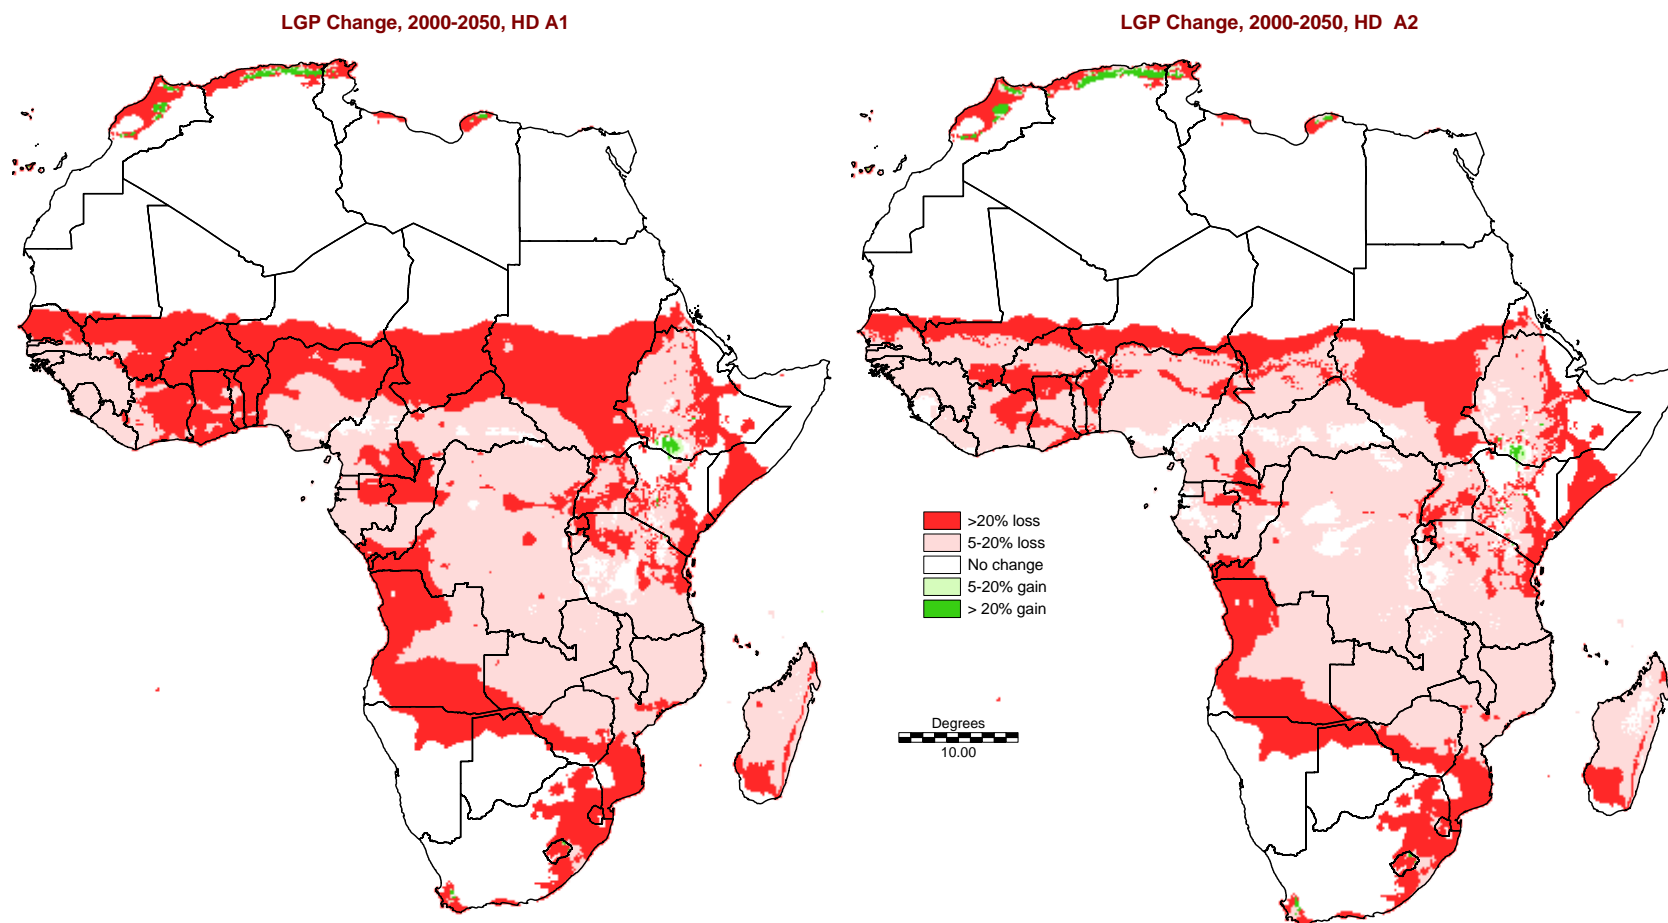 LGP Change, 2000-2050, HD A1
LGP Change, 2000-2050, HD  A2
>20% loss
5-20% loss
No change
5-20% gain
> 20% gain
Degrees
10.00